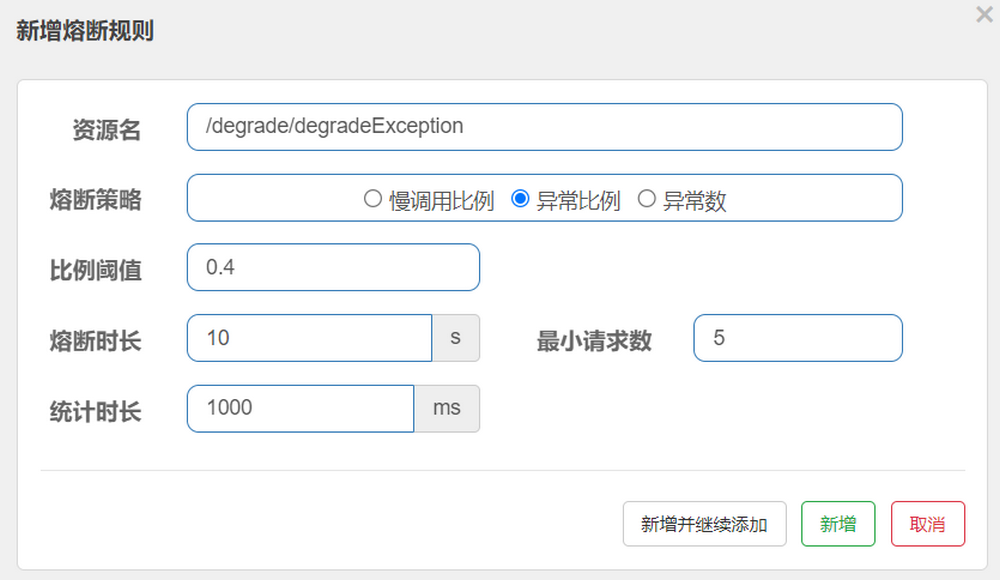 新增熔断规则
×
资源名 /degrade/degradeException
熔断策略 慢调用比例 异常比例 异常数
比例阈值 0.4
熔断时长 10 s 最小请求数 5
统计时长 1000 ms
新增并继续添加 新增 取消